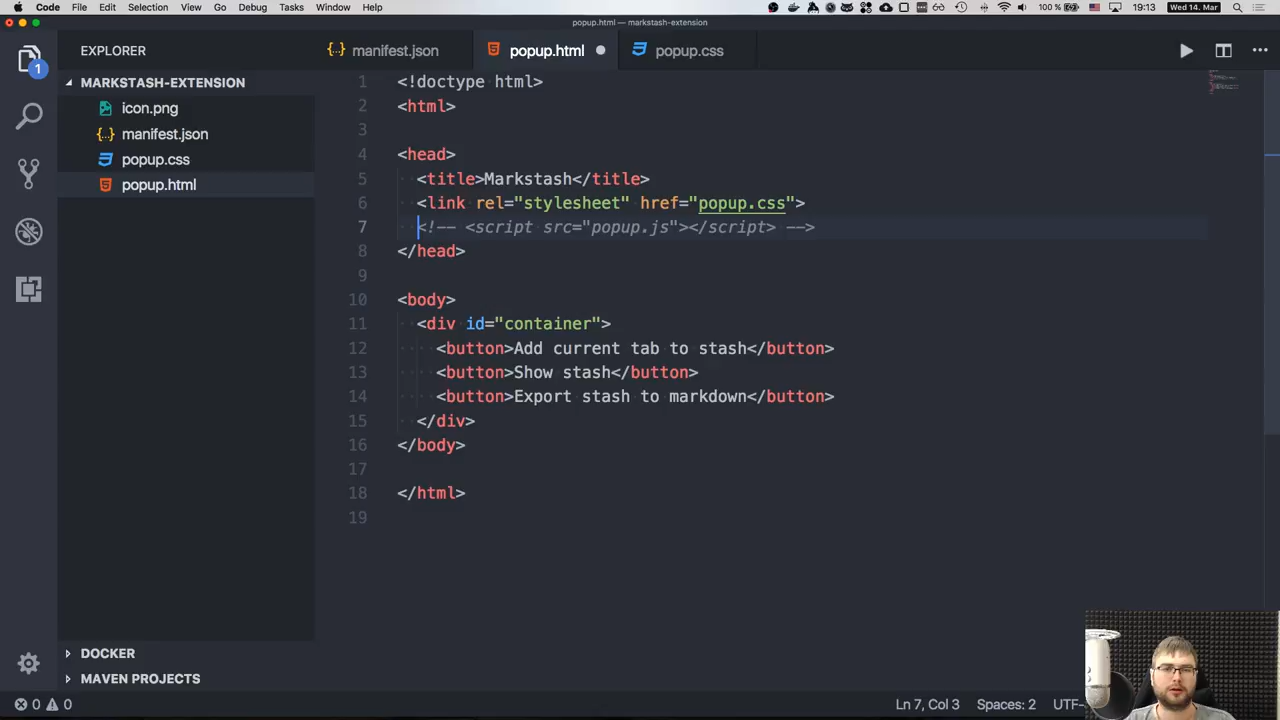 Code File Edit Selection View Go Debug Tasks Window Help 100 % 19:13 Wed 14. Mar
popup.html — markstash-extension
EXPLORER
manifest.json
popup.html
popup.css
1
MARKSTASH-EXTENSION
icon.png
manifest.json
popup.css
popup.html
1 <!doctype html>
2 <html>
3
4 <head>
5 <title>Markstash</title>
6 <link rel="stylesheet" href="popup.css">
7 <!-- <script src="popup.js"></script> -->
8 </head>
9
10 <body>
11 <div id="container">
12 <button>Add current tab to stash</button>
13 <button>Show stash</button>
14 <button>Export stash to markdown</button>
15 </div>
16 </body>
17
18 </html>
19
DOCKER
MAVEN PROJECTS
0 0 Ln 7, Col 3 Spaces: 2 UTF-